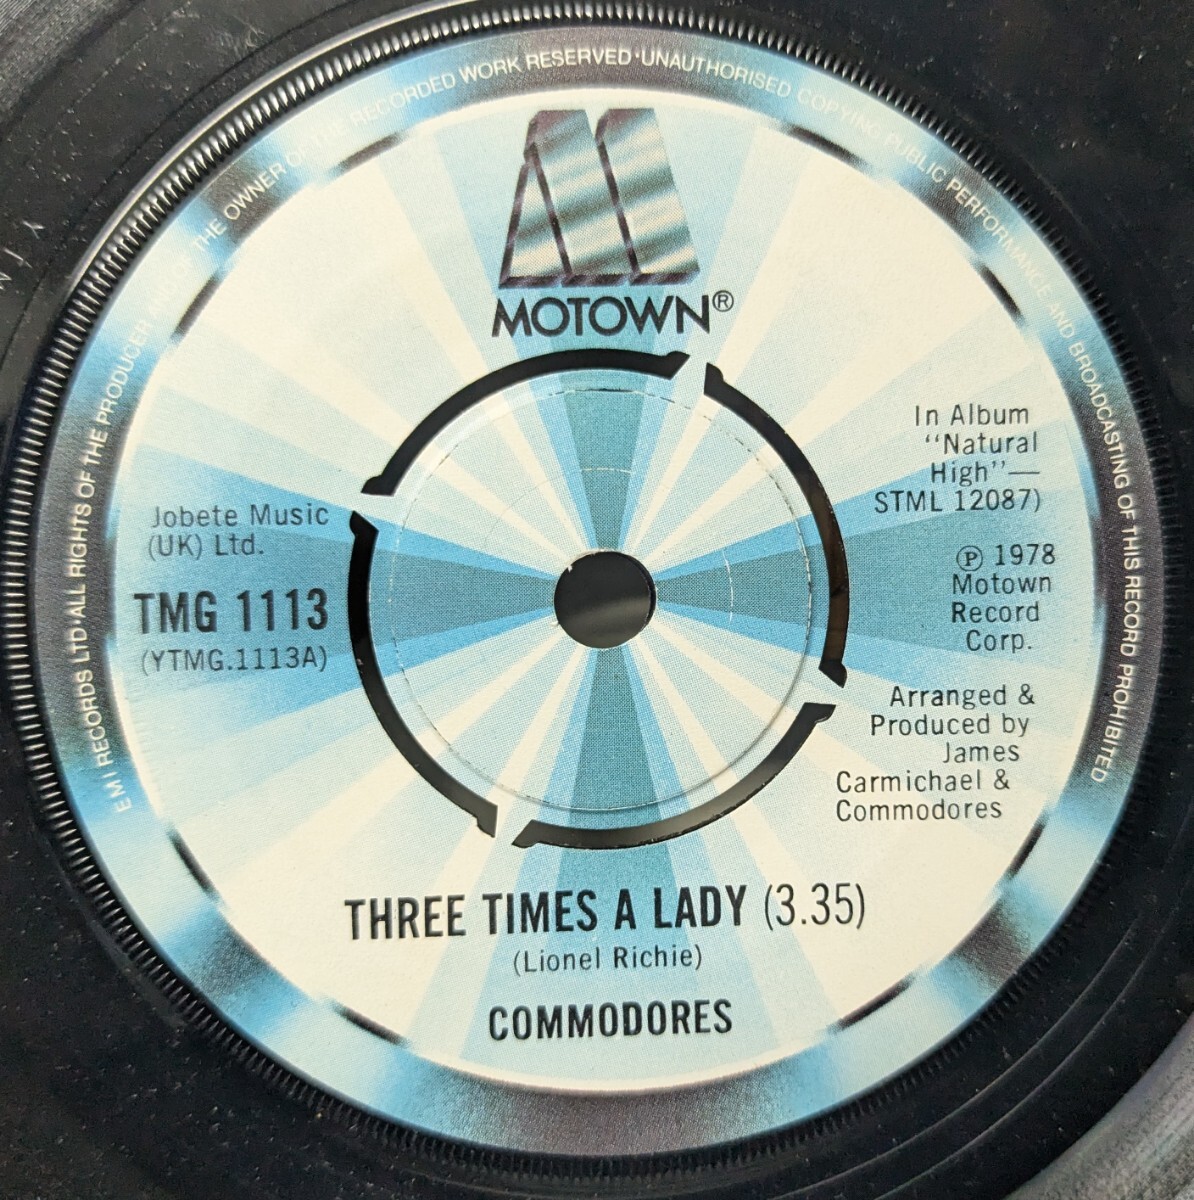 E M I RECORDS LTD·ALL RIGHTS OF THE PRODUCER AND OF THE OWNER OF THE RECORDED WORK RESERVED·UNAUTHORISED COPYING PUBLIC PERFORMANCE AND BROADCASTING OF THIS RECORD PROHIBITED
MOTOWN®
In Album
“Natural
High”—
STML 12087)
Jobete Music
(UK) Ltd.
TMG 1113
(YTMG.1113A)
℗ 1978
Motown
Record
Corp.
Arranged &
Produced by
James
Carmichael &
Commodores
THREE TIMES A LADY (3.35)
(Lionel Richie)
COMMODORES